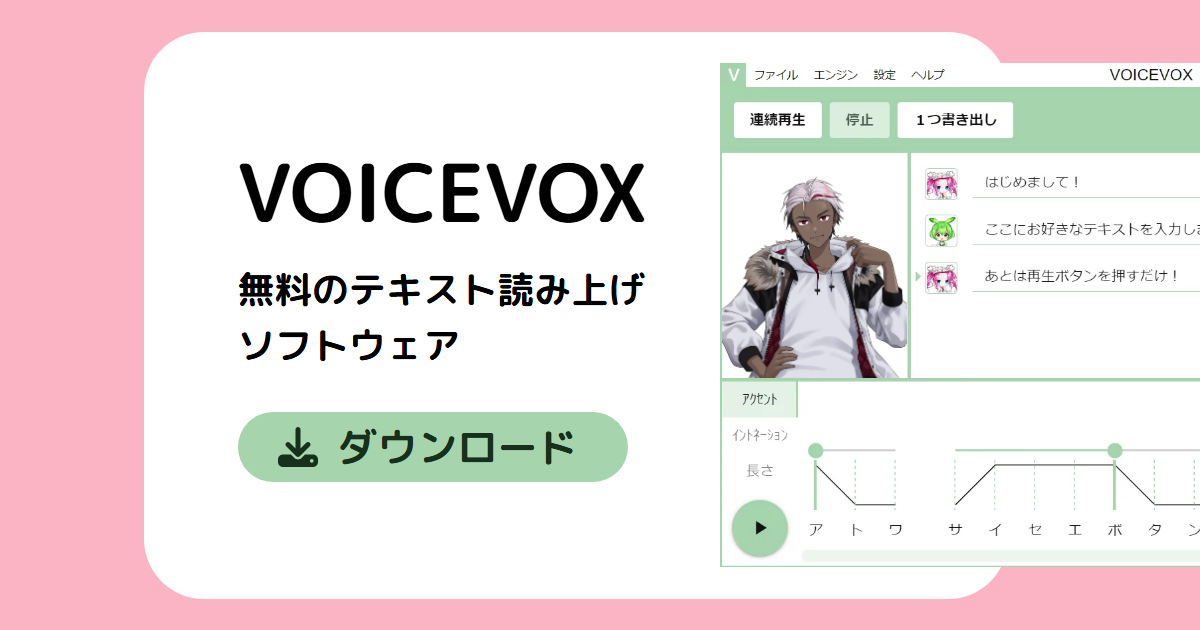 VOICEVOX
無料のテキスト読み上げ
ソフトウェア
ダウンロード
V ファイル エンジン 設定 ヘルプ VOICEVOX
連続再生 停止 1つ書き出し
はじめまして！
ここにお好きなテキストを入力し
あとは再生ボタンを押すだけ！
アクセント
イントネーション
長さ
ア ト ワ サ イ セ エ ボ タ ン